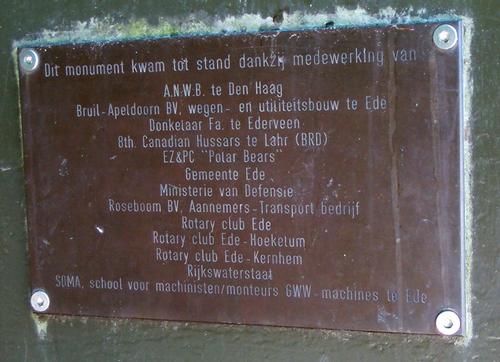 Dit monument kwam tot stand dankzij medewerking van
A.N.W.B. te Den Haag
Bruil-Apeldoorn BV, wegen- en utiliteitsbouw te Ede
Donkelaar Fa. te Ederveen
8th. Canadian Hussars te Lahr (BRD)
EZ&PC "Polar Bears"
Gemeente Ede
Ministerie van Defensie
Roseboom BV, Aannemers-Transport bedrijf
Rotary club Ede
Rotary club Ede-Hoekelum
Rotary club Ede-Kernhem
Rijkswaterstaat
SOMA, school voor machinisten/monteurs GWW-machines te Ede